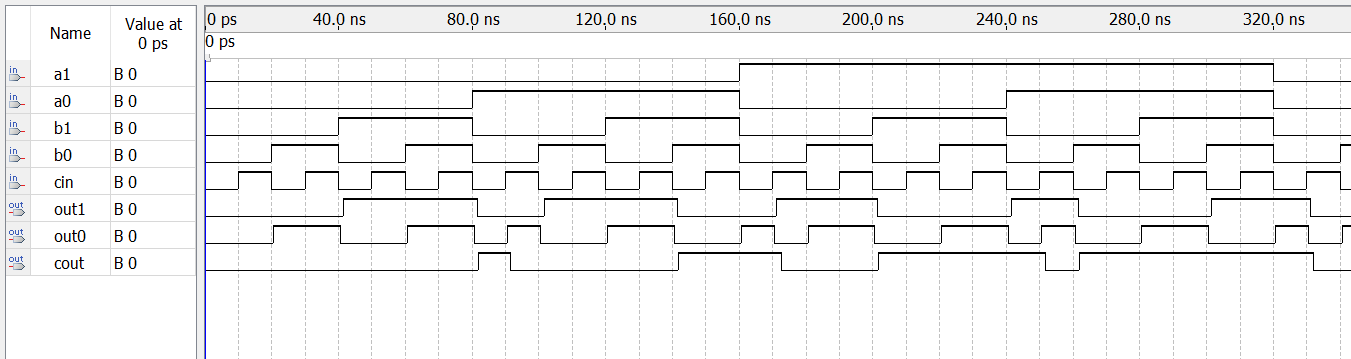 Name Value at 0 ps
0 ps 40.0 ns 80.0 ns 120.0 ns 160.0 ns 200.0 ns 240.0 ns 280.0 ns 320.0 ns
0 ps
in a1 B 0
in a0 B 0
in b1 B 0
in b0 B 0
in cin B 0
out out1 B 0
out out0 B 0
out cout B 0